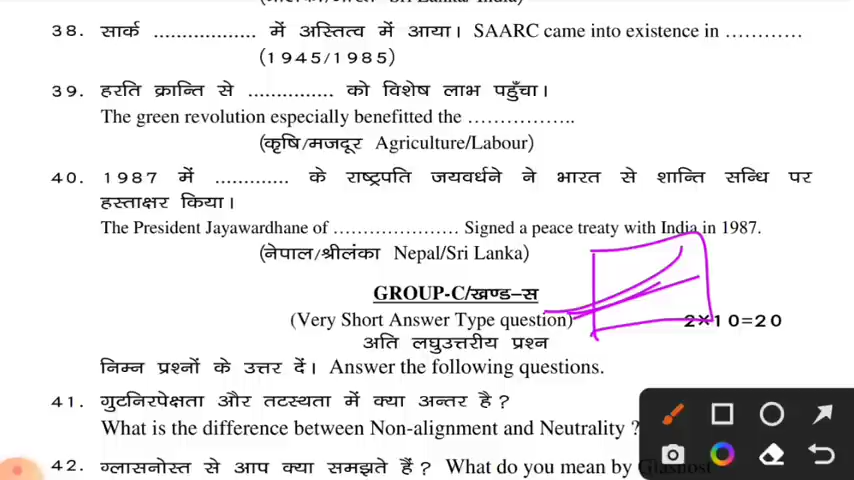 38. सार्क ................. में अस्तित्व में आया। SAARC came into existence in …………
(1945/1985)
39. हरति क्रान्ति से .............. को विशेष लाभ पहुँचा।
The green revolution especially benefitted the ……………..
(कृषि/मजदूर Agriculture/Labour)
40. 1987 में ............. के राष्ट्रपति जयवर्धने ने भारत से शान्ति सन्धि पर
हस्ताक्षर किया।
The President Jayawardhane of ………………… Signed a peace treaty with India in 1987.
(नेपाल/श्रीलंका Nepal/Sri Lanka)
GROUP-C/खण्ड–स
(Very Short Answer Type question) 2×10=20
अति लघुउत्तरीय प्रश्न
निम्न प्रश्नों के उत्तर दें। Answer the following questions.
41. गुटनिरपेक्षता और तटस्थता में क्या अन्तर है?
What is the difference between Non-alignment and Neutrality ?
42. ग्लासनोस्त से आप क्या समझते हैं? What do you mean by Glasnost